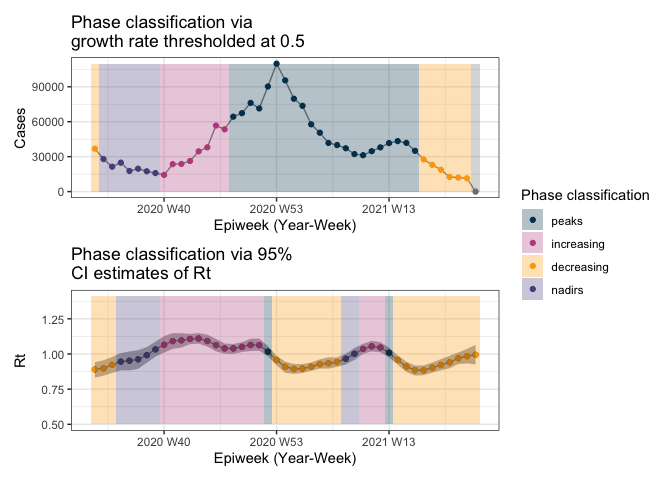 Phase classification via
growth rate thresholded at 0.5
90000
60000
30000
0
Cases
2020 W40
2020 W53
2021 W13
Epiweek (Year-Week)
Phase classification via 95%
CI estimates of Rt
1.25
1.00
0.75
0.50
Rt
2020 W40
2020 W53
2021 W13
Epiweek (Year-Week)
Phase classification
peaks
increasing
decreasing
nadirs